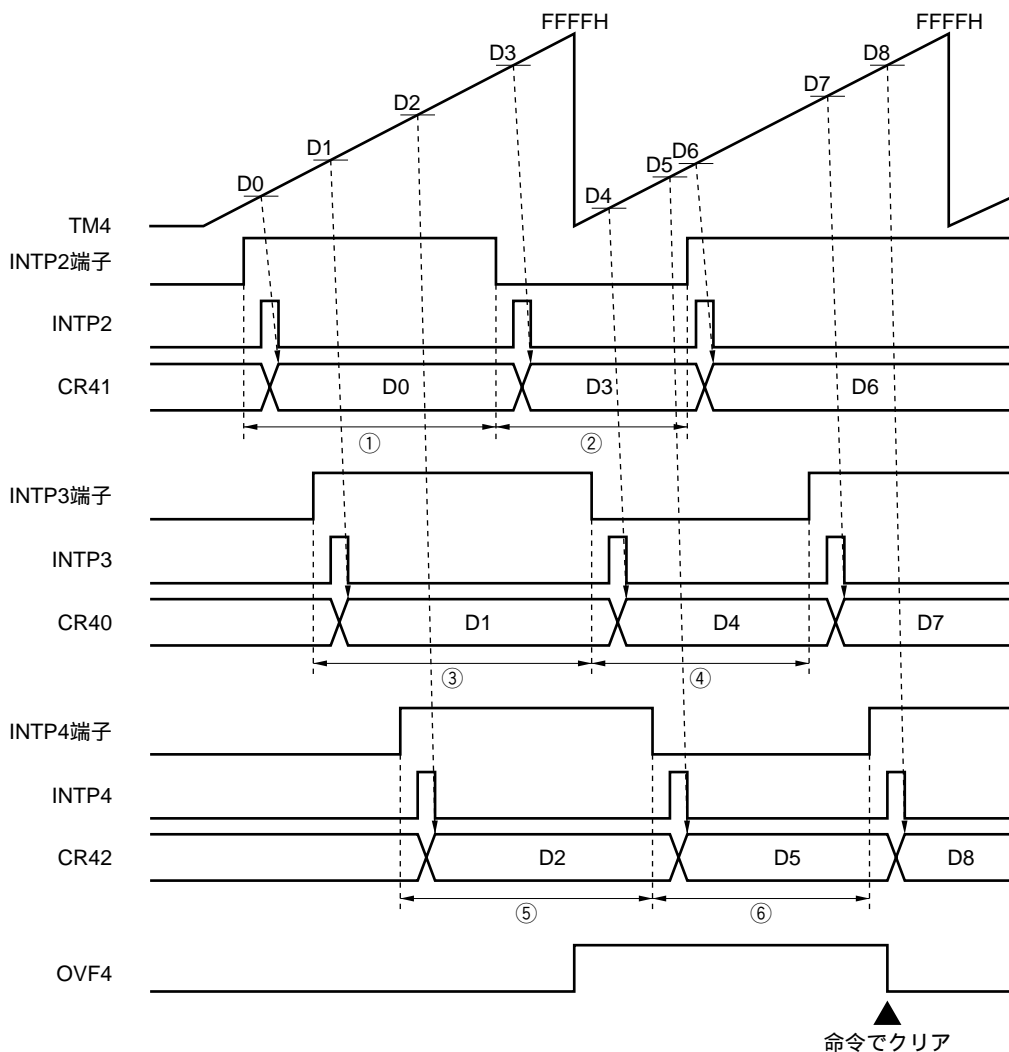 FFFFH FFFFH
D3 D8
D7
D2
D1 D6
D5
D0 D4
TM4
INTP2端子
INTP2
CR41 D0 D3 D6
① ②
INTP3端子
INTP3
CR40 D1 D4 D7
③ ④
INTP4端子
INTP4
CR42 D2 D5 D8
⑤ ⑥
OVF4
命令でクリア